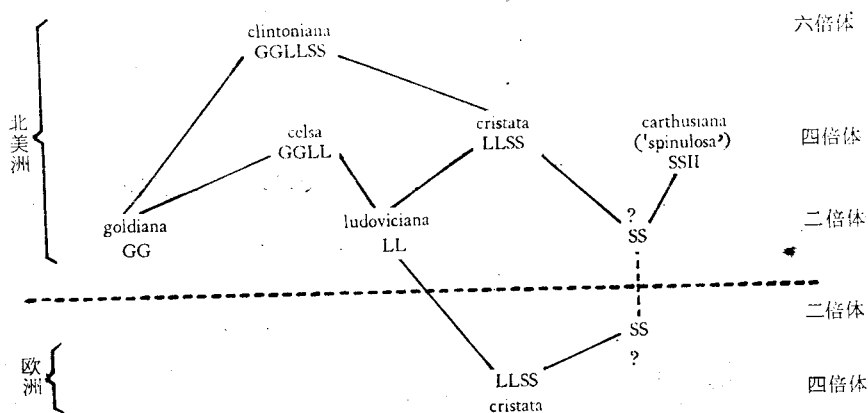 六倍体
clintoniana
GGLLSS
北美洲
celsa
GGLL
cristata
LLSS
carthusiana
('spinulosa')
SSII
四倍体
goldiana
GG
ludoviciana
LL
?
SS
二倍体
二倍体
SS
?
欧洲
LLSS
cristata
四倍体